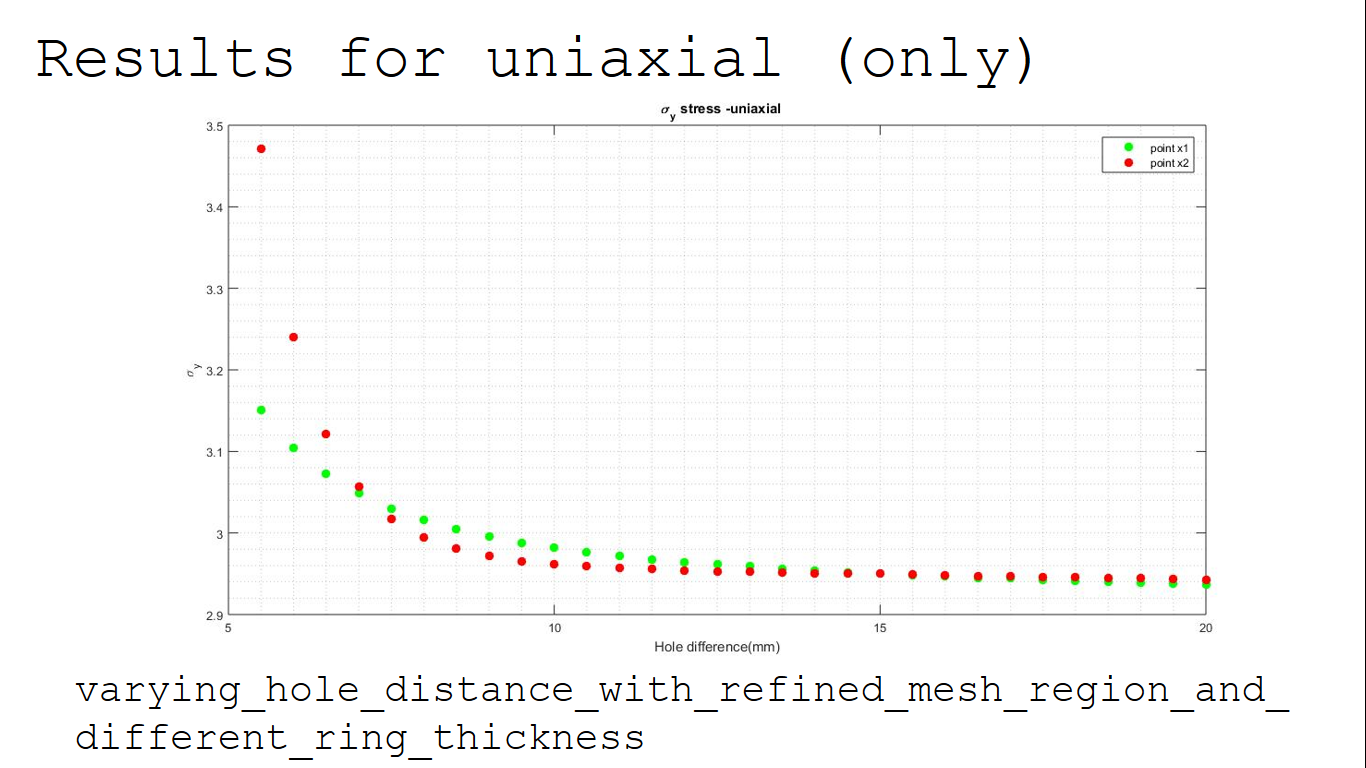 Results for uniaxial (only)
σy stress -uniaxial
3.5
3.4
3.3
3.2
3.1
3
2.9
σy
point x1
point x2
5
10
15
20
Hole difference(mm)
varying_hole_distance_with_refined_mesh_region_and_
different_ring_thickness